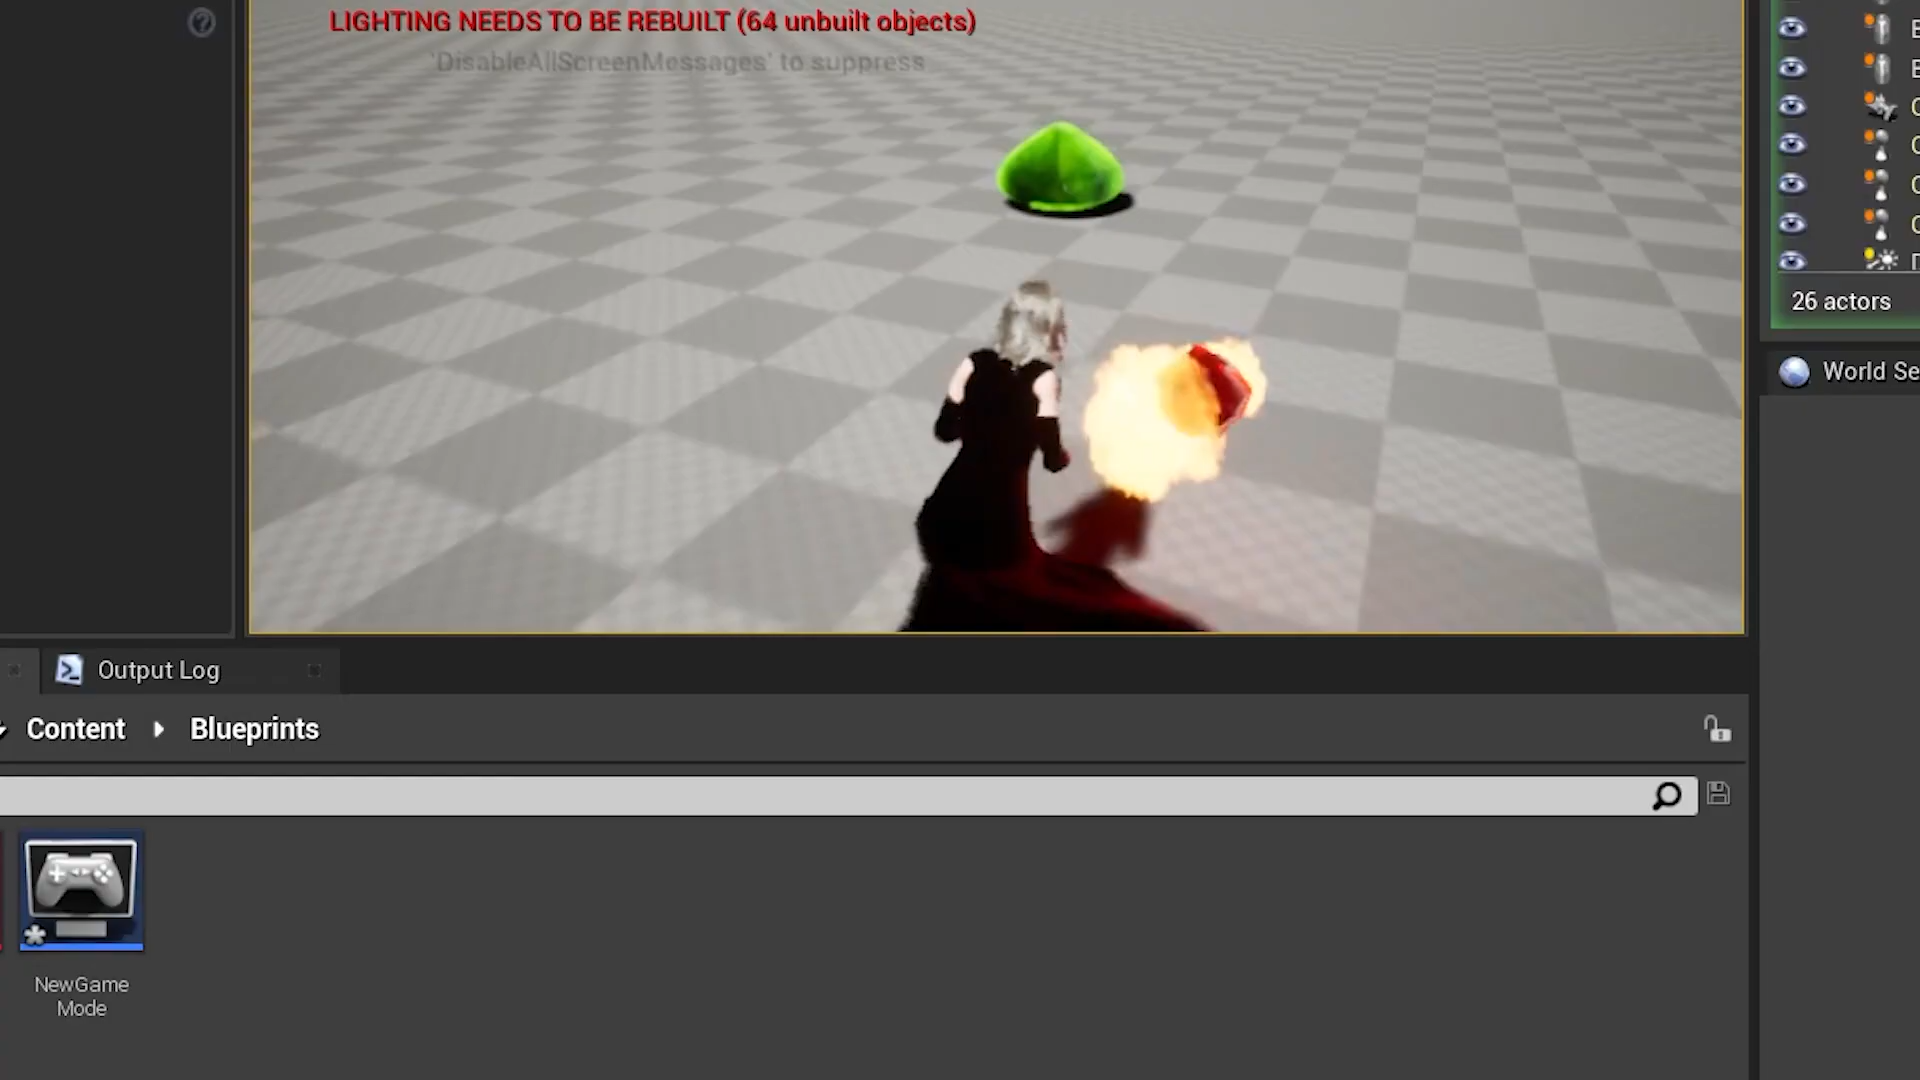 LIGHTING NEEDS TO BE REBUILT (64 unbuilt objects)
'DisableAllScreenMessages' to suppress
26 actors
World Se
Output Log
Content
Blueprints
NewGame
Mode